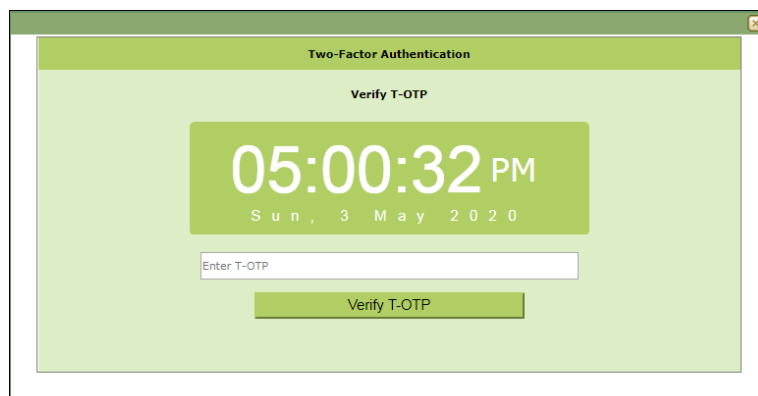 Two-Factor Authentication
Verify T-OTP
05:00:32 PM
Sun, 3 May 2020
Enter T-OTP
Verify T-OTP